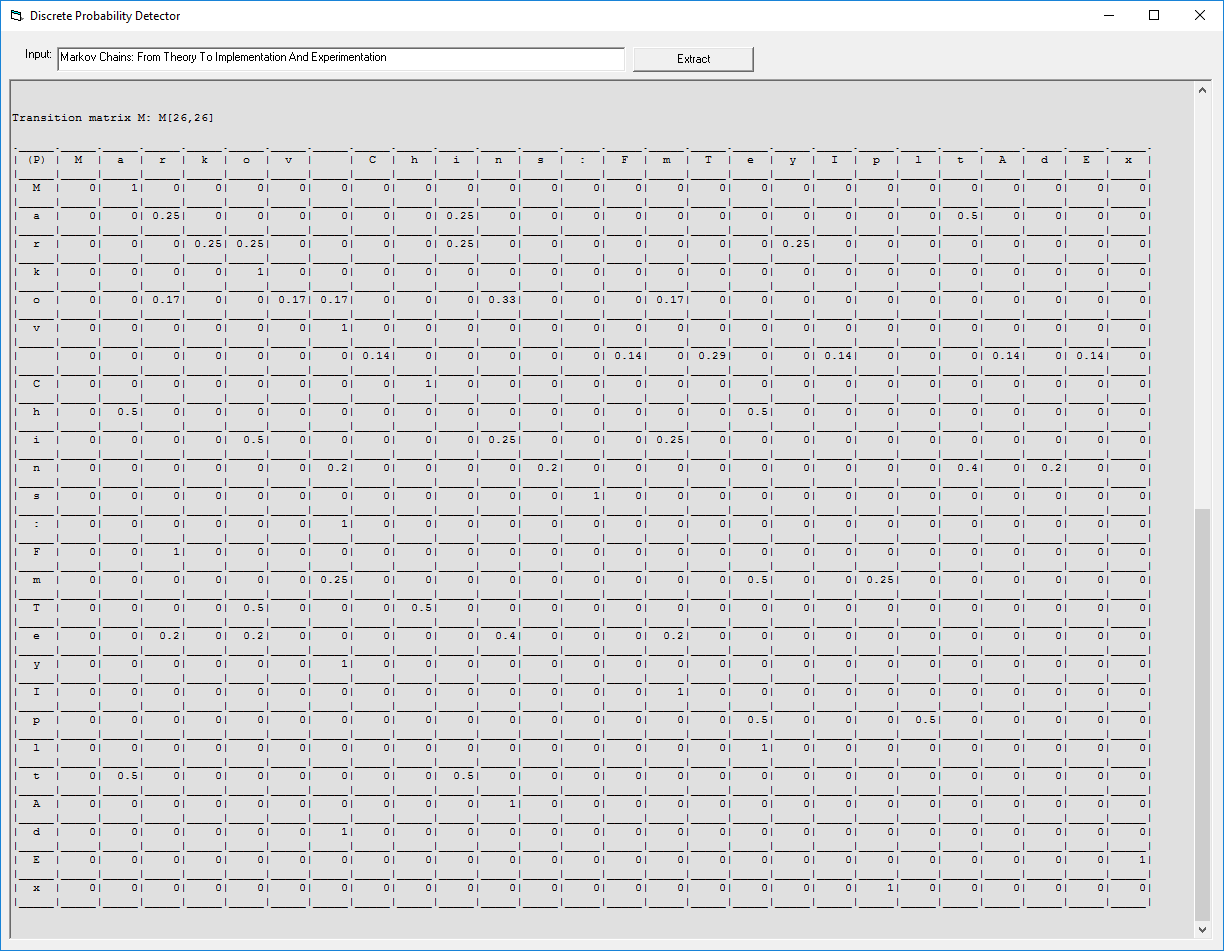 Discrete Probability Detector
Input: Markov Chains: From Theory To Implementation And Experimentation Extract
Transition matrix M: M[26,26]
| (P) | M | a | r | k | o | v |   | C | h | i | n | s | : | F | m | T | e | y | I | p | l | t | A | d | E | x |
| M | 0| 1| 0| 0| 0| 0| 0| 0| 0| 0| 0| 0| 0| 0| 0| 0| 0| 0| 0| 0| 0| 0| 0| 0| 0| 0|
| a | 0| 0| 0.25| 0| 0| 0| 0| 0| 0| 0.25| 0| 0| 0| 0| 0| 0| 0| 0| 0| 0| 0| 0.5| 0| 0| 0| 0|
| r | 0| 0| 0| 0.25| 0.25| 0| 0| 0| 0| 0.25| 0| 0| 0| 0| 0| 0| 0| 0.25| 0| 0| 0| 0| 0| 0| 0| 0|
| k | 0| 0| 0| 0| 1| 0| 0| 0| 0| 0| 0| 0| 0| 0| 0| 0| 0| 0| 0| 0| 0| 0| 0| 0| 0| 0|
| o | 0| 0| 0.17| 0| 0| 0.17| 0.17| 0| 0| 0| 0.33| 0| 0| 0| 0.17| 0| 0| 0| 0| 0| 0| 0| 0| 0| 0| 0|
| v | 0| 0| 0| 0| 0| 0| 1| 0| 0| 0| 0| 0| 0| 0| 0| 0| 0| 0| 0| 0| 0| 0| 0| 0| 0| 0|
|   | 0| 0| 0| 0| 0| 0| 0| 0.14| 0| 0| 0| 0| 0| 0.14| 0| 0.29| 0| 0| 0.14| 0| 0| 0| 0.14| 0| 0.14| 0|
| C | 0| 0| 0| 0| 0| 0| 0| 0| 1| 0| 0| 0| 0| 0| 0| 0| 0| 0| 0| 0| 0| 0| 0| 0| 0| 0|
| h | 0| 0.5| 0| 0| 0| 0| 0| 0| 0| 0| 0| 0| 0| 0| 0| 0| 0.5| 0| 0| 0| 0| 0| 0| 0| 0| 0|
| i | 0| 0| 0| 0| 0.5| 0| 0| 0| 0| 0| 0.25| 0| 0| 0| 0.25| 0| 0| 0| 0| 0| 0| 0| 0| 0| 0| 0|
| n | 0| 0| 0| 0| 0| 0| 0.2| 0| 0| 0| 0| 0.2| 0| 0| 0| 0| 0| 0| 0| 0| 0| 0.4| 0| 0.2| 0| 0|
| s | 0| 0| 0| 0| 0| 0| 0| 0| 0| 0| 0| 0| 1| 0| 0| 0| 0| 0| 0| 0| 0| 0| 0| 0| 0| 0|
| : | 0| 0| 0| 0| 0| 0| 1| 0| 0| 0| 0| 0| 0| 0| 0| 0| 0| 0| 0| 0| 0| 0| 0| 0| 0| 0|
| F | 0| 0| 1| 0| 0| 0| 0| 0| 0| 0| 0| 0| 0| 0| 0| 0| 0| 0| 0| 0| 0| 0| 0| 0| 0| 0|
| m | 0| 0| 0| 0| 0| 0| 0.25| 0| 0| 0| 0| 0| 0| 0| 0| 0| 0.5| 0| 0| 0.25| 0| 0| 0| 0| 0| 0|
| T | 0| 0| 0| 0| 0.5| 0| 0| 0| 0.5| 0| 0| 0| 0| 0| 0| 0| 0| 0| 0| 0| 0| 0| 0| 0| 0| 0|
| e | 0| 0| 0.2| 0| 0.2| 0| 0| 0| 0| 0| 0.4| 0| 0| 0| 0.2| 0| 0| 0| 0| 0| 0| 0| 0| 0| 0| 0|
| y | 0| 0| 0| 0| 0| 0| 1| 0| 0| 0| 0| 0| 0| 0| 0| 0| 0| 0| 0| 0| 0| 0| 0| 0| 0| 0|
| I | 0| 0| 0| 0| 0| 0| 0| 0| 0| 0| 0| 0| 0| 0| 1| 0| 0| 0| 0| 0| 0| 0| 0| 0| 0| 0|
| p | 0| 0| 0| 0| 0| 0| 0| 0| 0| 0| 0| 0| 0| 0| 0| 0| 0.5| 0| 0| 0| 0.5| 0| 0| 0| 0| 0|
| l | 0| 0| 0| 0| 0| 0| 0| 0| 0| 0| 0| 0| 0| 0| 0| 0| 1| 0| 0| 0| 0| 0| 0| 0| 0| 0|
| t | 0| 0.5| 0| 0| 0| 0| 0| 0| 0| 0.5| 0| 0| 0| 0| 0| 0| 0| 0| 0| 0| 0| 0| 0| 0| 0| 0|
| A | 0| 0| 0| 0| 0| 0| 0| 0| 0| 0| 1| 0| 0| 0| 0| 0| 0| 0| 0| 0| 0| 0| 0| 0| 0| 0|
| d | 0| 0| 0| 0| 0| 0| 1| 0| 0| 0| 0| 0| 0| 0| 0| 0| 0| 0| 0| 0| 0| 0| 0| 0| 0| 0|
| E | 0| 0| 0| 0| 0| 0| 0| 0| 0| 0| 0| 0| 0| 0| 0| 0| 0| 0| 0| 0| 0| 0| 0| 0| 0| 1|
| x | 0| 0| 0| 0| 0| 0| 0| 0| 0| 0| 0| 0| 0| 0| 0| 0| 0| 0| 0| 1| 0| 0| 0| 0| 0| 0|